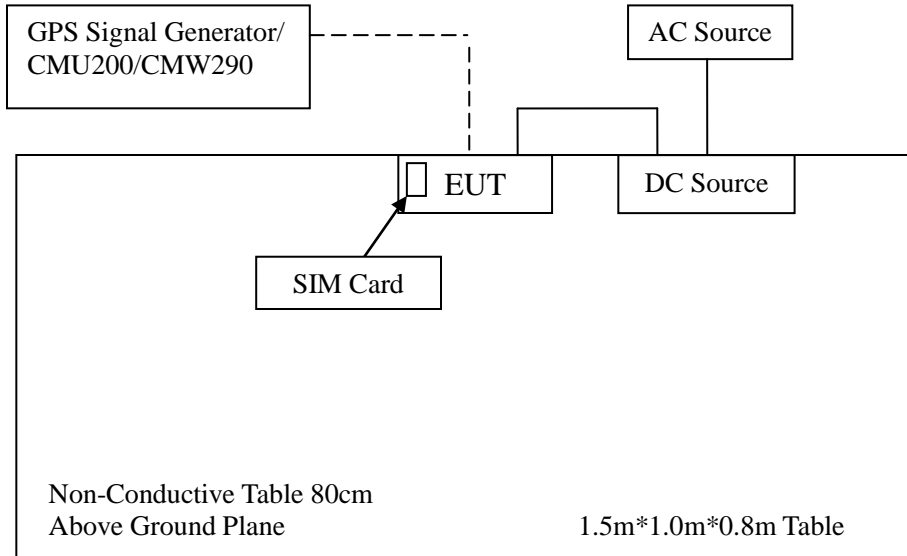 GPS Signal Generator/
CMU200/CMW290
AC Source
EUT
DC Source
SIM Card
Non-Conductive Table 80cm
Above Ground Plane
1.5m*1.0m*0.8m Table